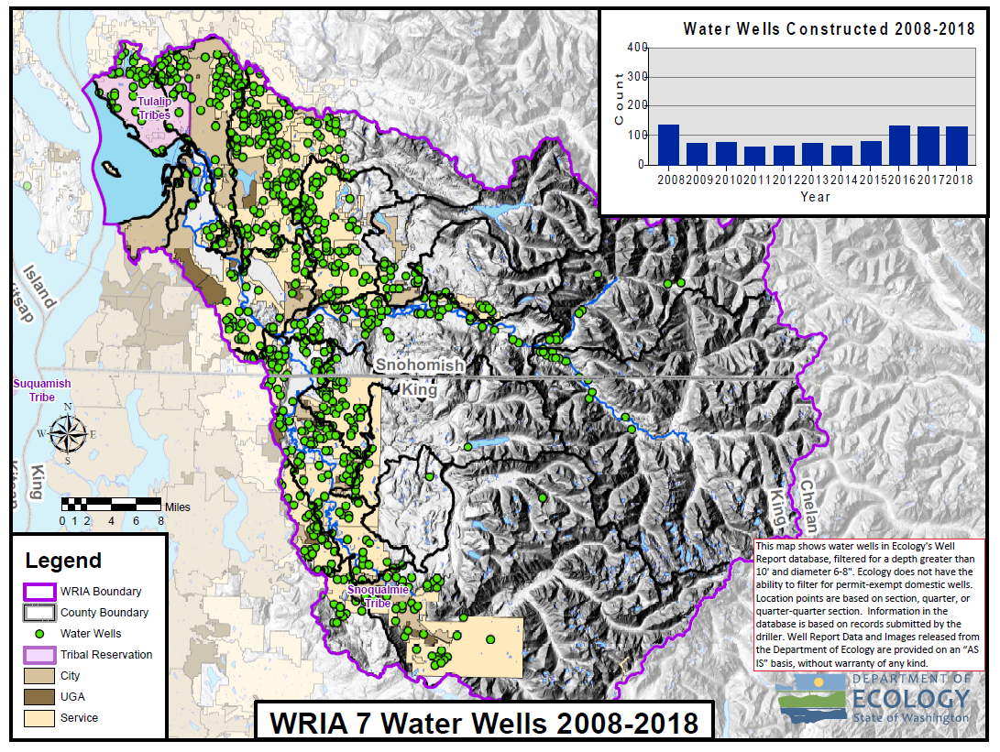 Water Wells Constructed 2008-2018
400
300
200
100
0
Count
2008 2009 2010 2011 2012 2013 2014 2015 2016 2017 2018
Year
Tulalip
Tribes
Island
Kitsap
Snohomish
King
Suquamish
Tribe
N
W E
S
King
Kitsap
King
Chelan
Miles
0 1 2 4 6 8
Snoqualmie
Tribe
Legend
WRIA Boundary
County Boundary
Water Wells
Tribal Reservation
City
UGA
Service
This map shows water wells in Ecology's Well
Report database, filtered for a depth greater than
10' and diameter 6-8". Ecology does not have the
ability to filter for permit-exempt domestic wells.
Location points are based on section, quarter, or
quarter-quarter section. Information in the
database is based on records submitted by the
driller. Well Report Data and Images released from
the Department of Ecology are provided on an “AS
IS” basis, without warranty of any kind.
DEPARTMENT OF
ECOLOGY
State of Washington
WRIA 7 Water Wells 2008-2018